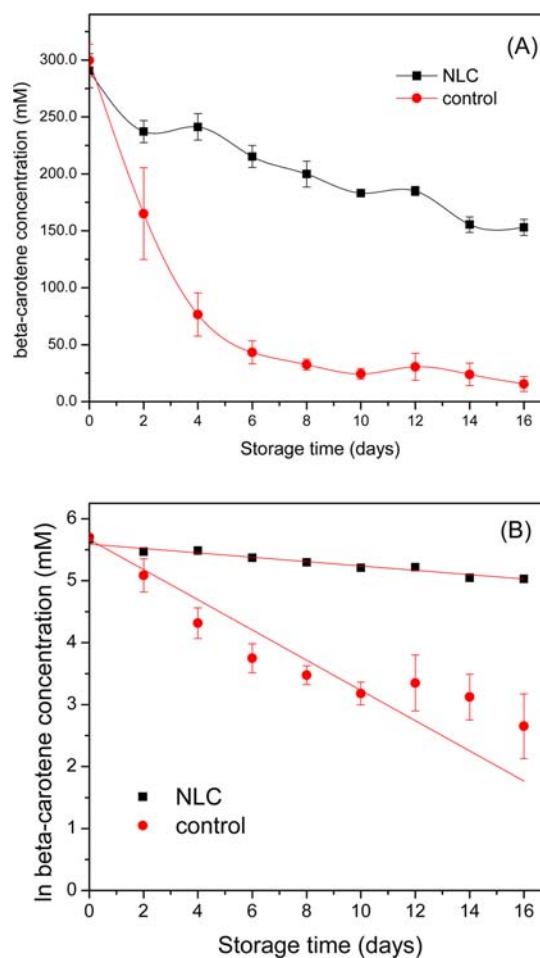 (A)
NLC
control
beta-carotene concentration (mM)
300.0
250.0
200.0
150.0
100.0
50.0
0.0
0 2 4 6 8 10 12 14 16
Storage time (days)
(B)
ln beta-carotene concentration (mM)
6
5
4
3
2
1
0
NLC
control
0 2 4 6 8 10 12 14 16
Storage time (days)